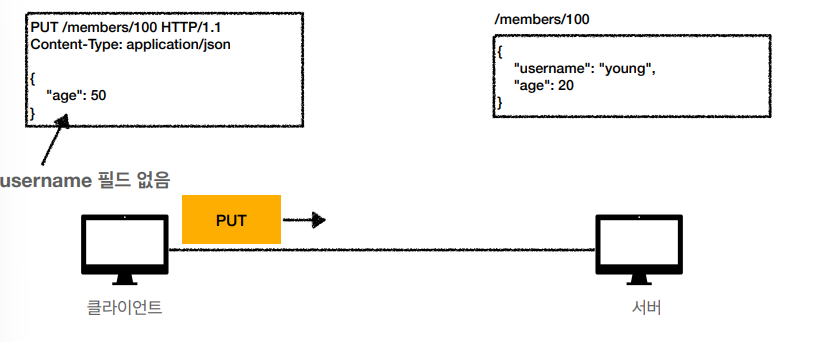 PUT /members/100 HTTP/1.1
Content-Type: application/json
{
"age": 50
}
username 필드 없음
/members/100
{
"username": "young",
"age": 20
}
PUT
클라이언트
서버